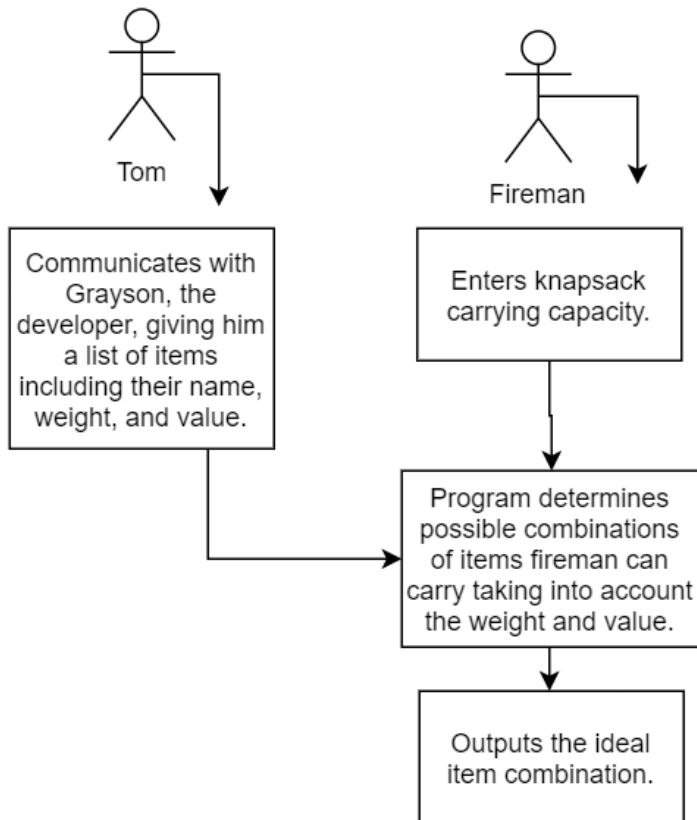 Tom
Fireman
Communicates with
Grayson, the
developer, giving him
a list of items
including their name,
weight, and value.
Enters knapsack
carrying capacity.
Program determines
possible combinations
of items fireman can
carry taking into account
the weight and value.
Outputs the ideal
item combination.